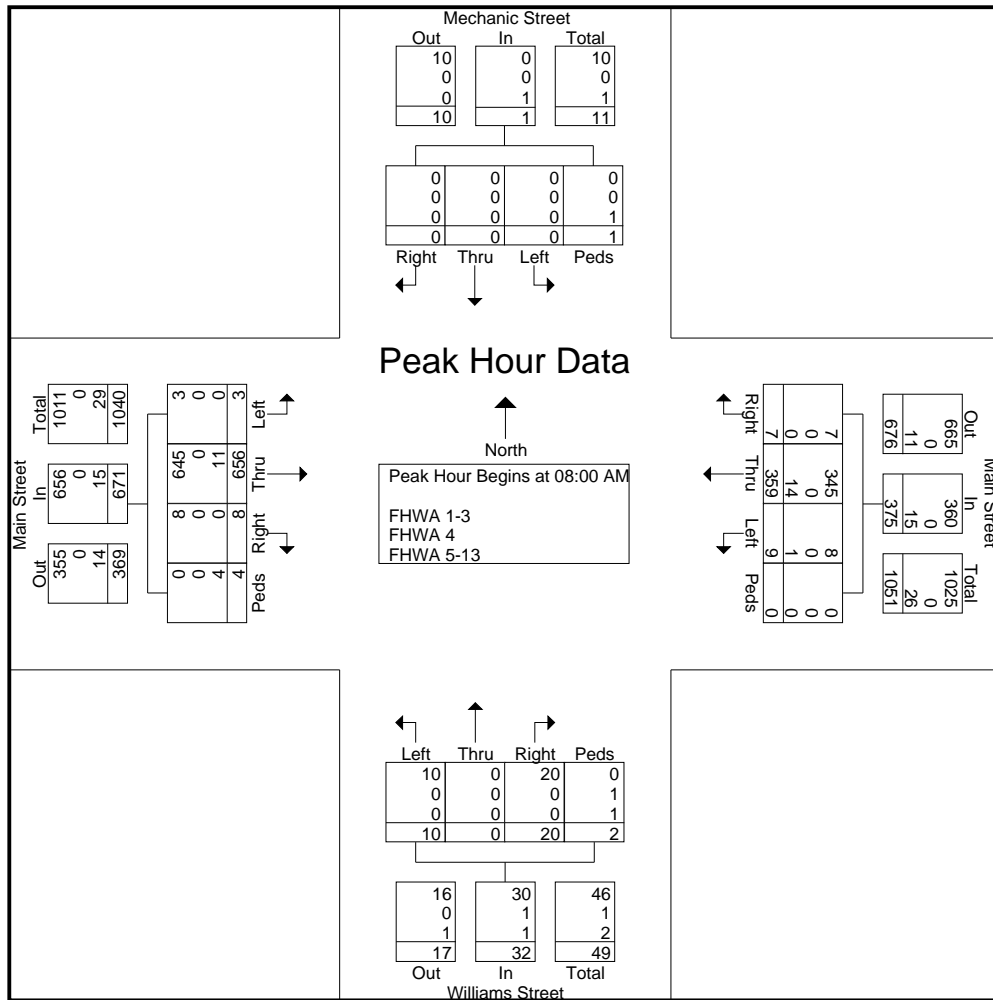 Mechanic Street
Out In Total
10 0 10
0 0 0
0 1 1
10 1 11
0 0 0 0
0 0 0 0
0 0 0 1
0 0 0 1
Right Thru Left Peds
Peak Hour Data
North
Peak Hour Begins at 08:00 AM
FHWA 1-3
FHWA 4
FHWA 5-13
Main Street
Out In Total
355 656 1011
0 0 0
14 15 29
369 671 1040
Left Thru Right Peds
3 645 8 0
0 0 0 0
0 11 0 4
3 656 8 4
Right Thru Left Peds
7 345 8 0
0 0 0 0
0 14 1 0
7 359 9 0
Main Street
Out In Total
665 360 1025
0 0 0
11 15 26
676 375 1051
Left Thru Right Peds
10 0 20 0
0 0 0 1
0 0 0 1
10 0 20 2
16 30 46
0 1 1
1 1 2
17 32 49
Out In Total
Williams Street